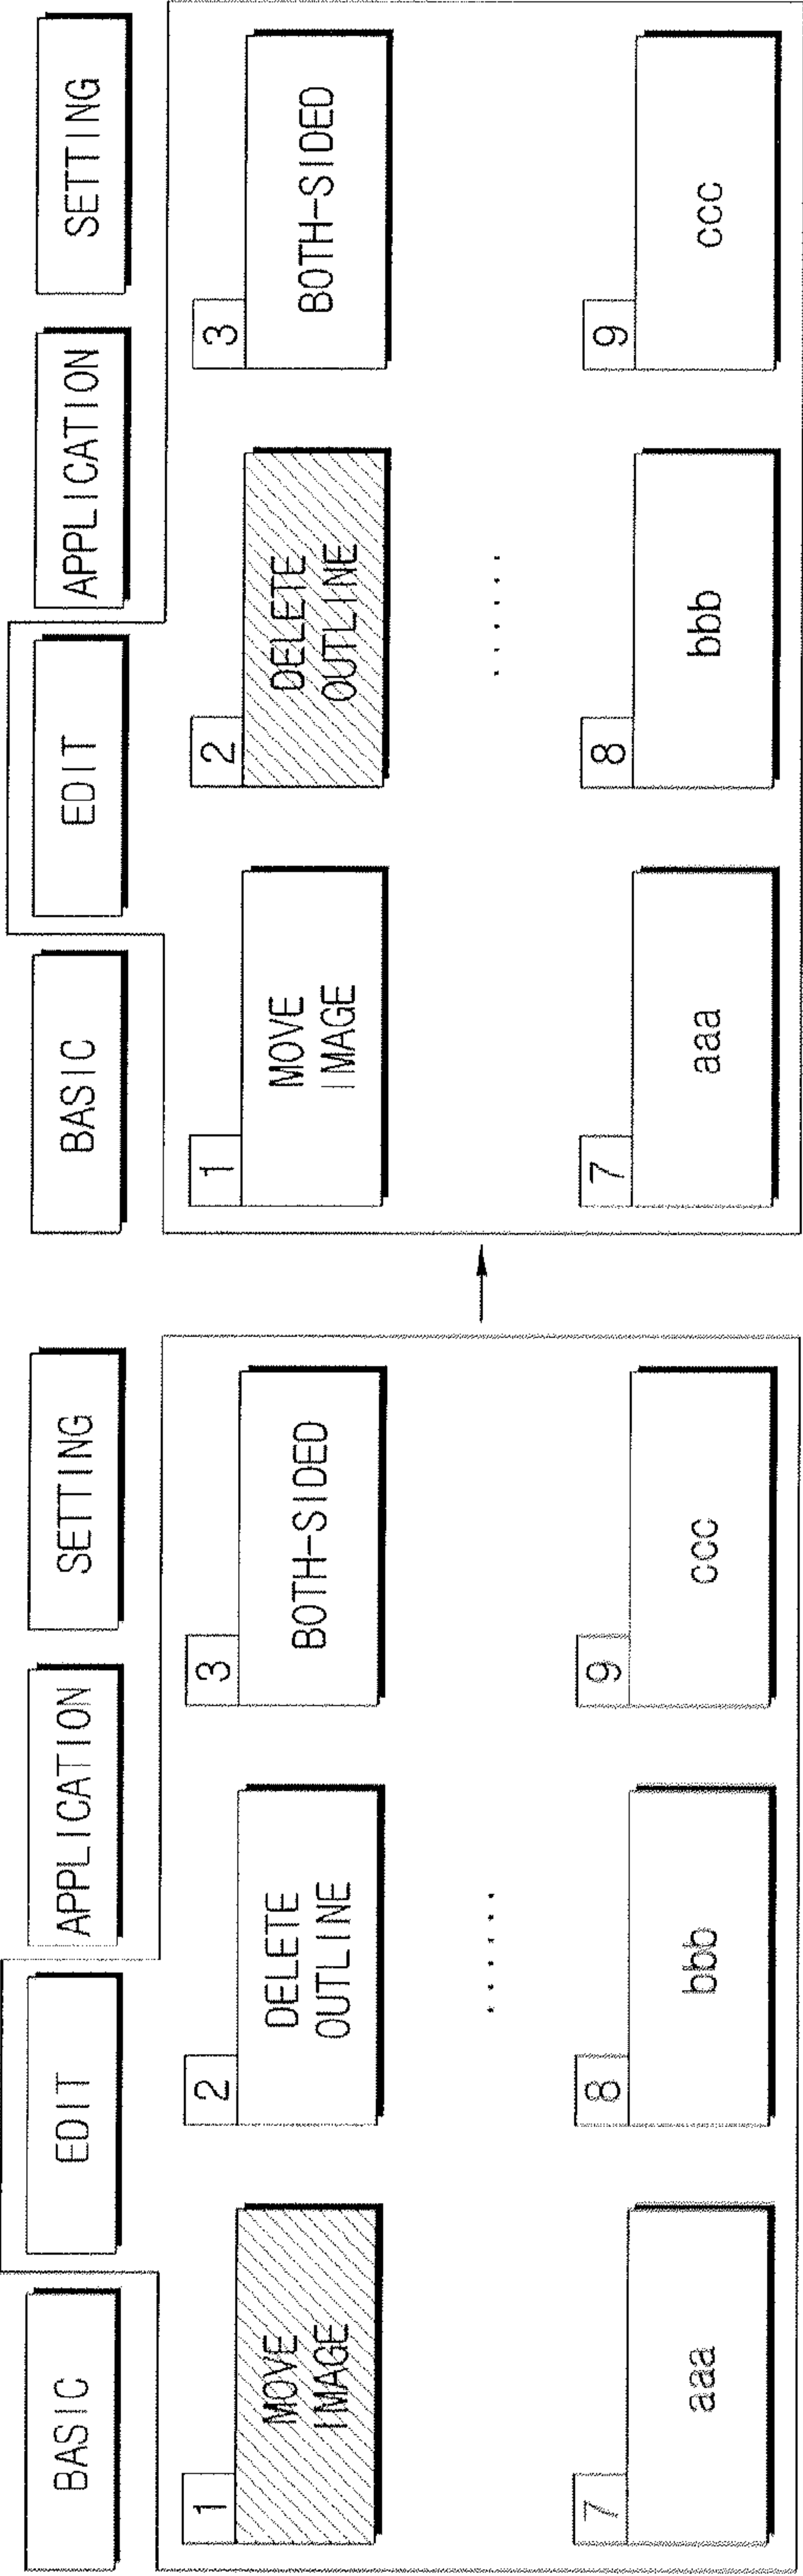 BASIC
EDIT
APPLICATION
SETTING
1
MOVE
IMAGE
2
DELETE
OUTLINE
3
BOTH-SIDED
......
7
aaa
8
bbb
9
ccc
BASIC
EDIT
APPLICATION
SETTING
1
MOVE
IMAGE
2
DELETE
OUTLINE
3
BOTH-SIDED
......
7
aaa
8
bbb
9
ccc